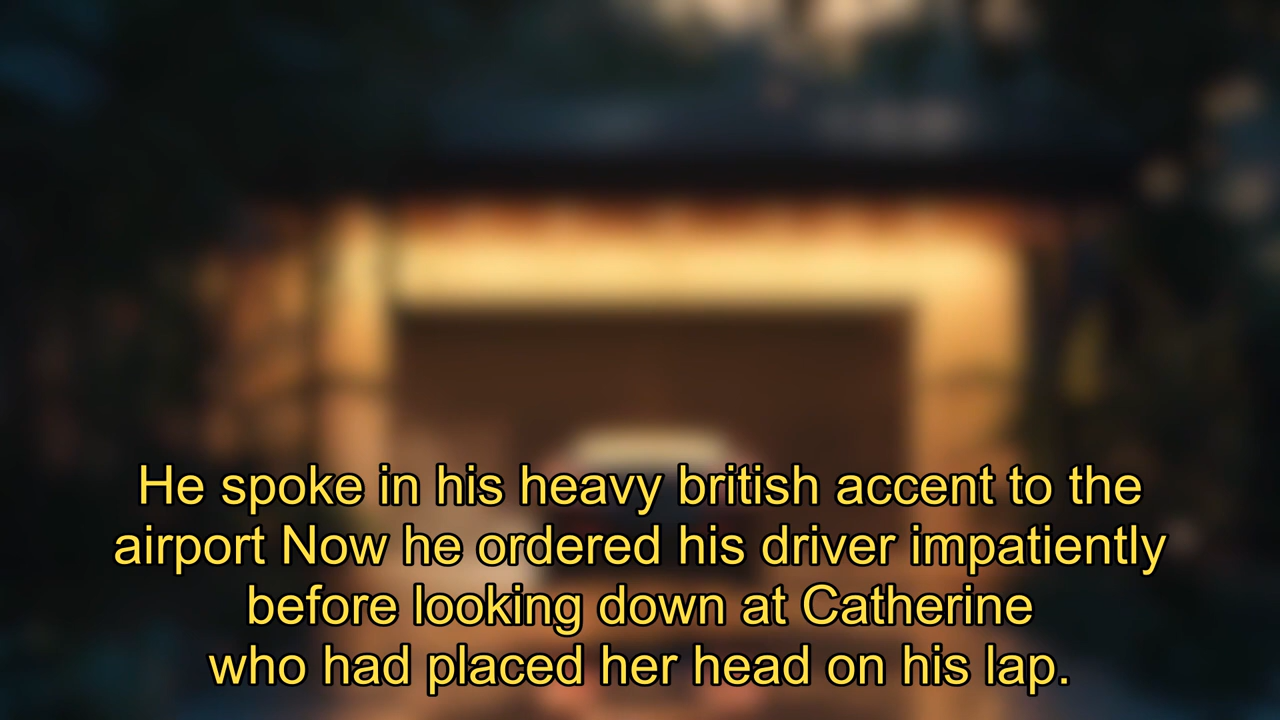 He spoke in his heavy british accent to the
airport Now he ordered his driver impatiently
before looking down at Catherine
who had placed her head on his lap.